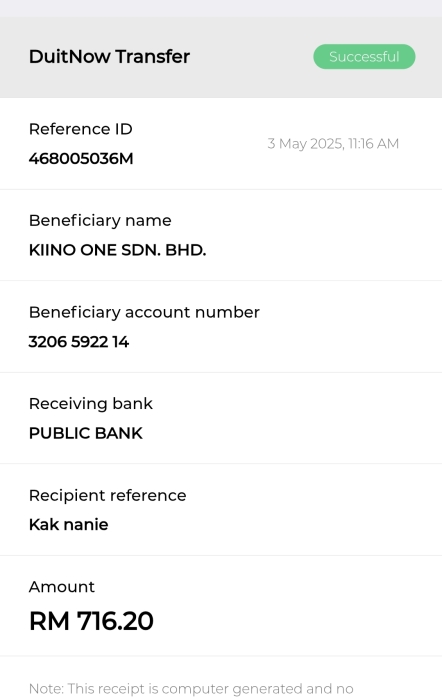 DuitNow Transfer
Successful
Reference ID
468005036M
3 May 2025, 11:16 AM
Beneficiary name
KIINO ONE SDN. BHD.
Beneficiary account number
3206 5922 14
Receiving bank
PUBLIC BANK
Recipient reference
Kak nanie
Amount
RM 716.20
Note: This receipt is computer generated and no